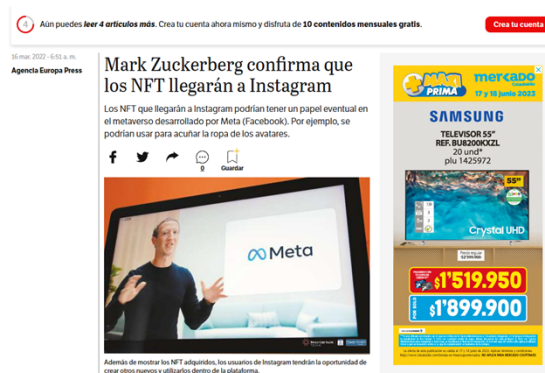 4 Aún puedes leer 4 artículos más. Crea tu cuenta ahora mismo y disfruta de 10 contenidos mensuales gratis.
Crea tu cuenta
16 mar. 2022 - 6:51 a. m.
Agencia Europa Press
Mark Zuckerberg confirma que
los NFT llegarán a Instagram
Los NFT que llegarán a Instagram podrían tener un papel eventual en
el metaverso desarrollado por Meta (Facebook). Por ejemplo, se
podrían usar para acuñar la ropa de los avatares.
0
Guardar
Meta
Además de mostrar los NFT adquiridos, los usuarios de Instagram tendrán la oportunidad de
crear otros nuevos y utilizarlos dentro de la plataforma.
MAXI
PRIMA
mercado
17 y 18 junio 2023
SAMSUNG
TELEVISOR 55"
REF. BU8200KXZL
20 und*
plu 1425972
55"
Crystal UHD
$1'519.950
$1'899.900